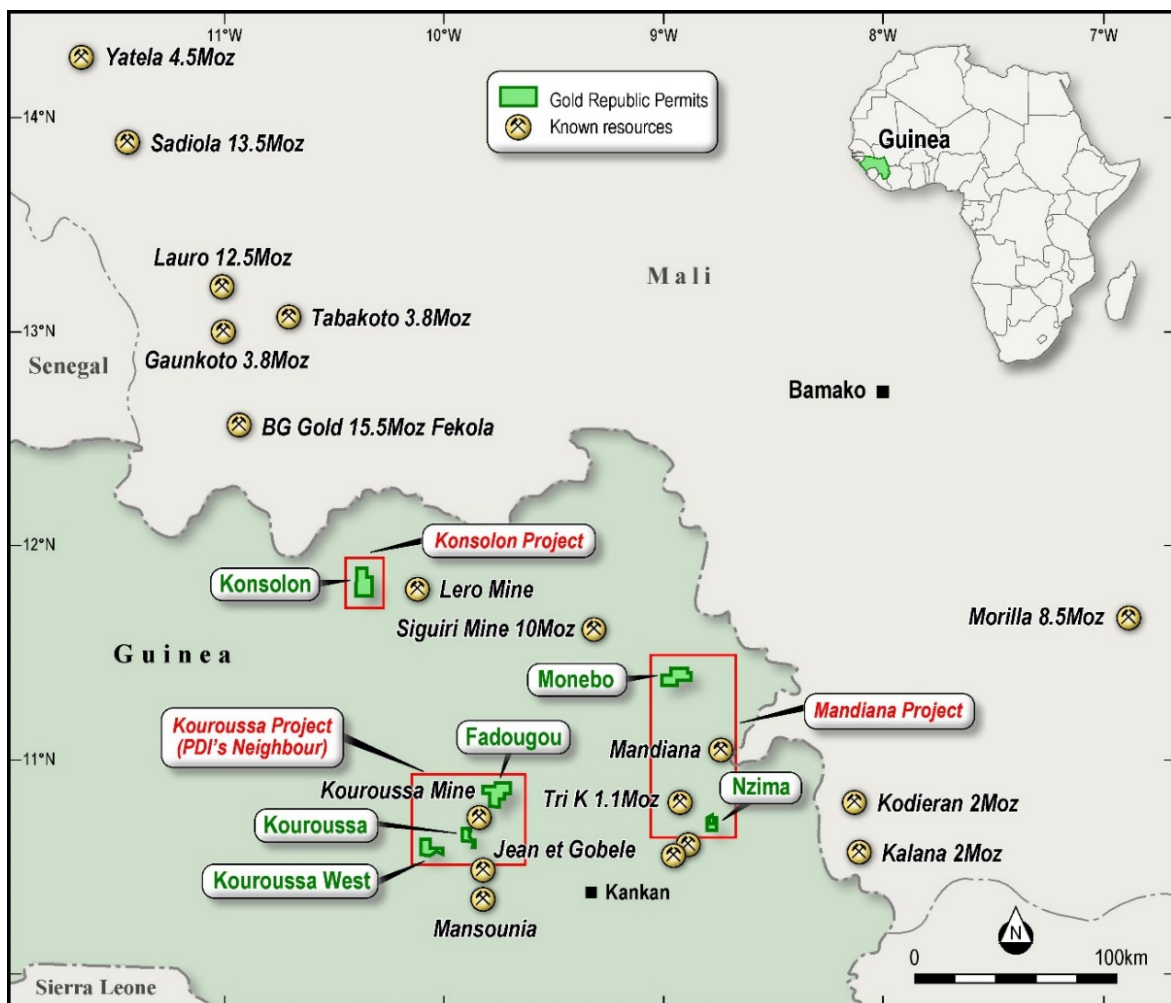 11°W
10°W
9°W
8°W
7°W
Yatela 4.5Moz
Gold Republic Permits
Known resources
14°N
Sadiola 13.5Moz
Guinea
Lauro 12.5Moz
Mali
Tabakoto 3.8Moz
13°N
Gaunkoto 3.8Moz
Senegal
Bamako
BG Gold 15.5Moz Fekola
12°N
Konsolon Project
Konsolon
Lero Mine
Siguiri Mine 10Moz
Morilla 8.5Moz
Guinea
Monebo
Kouroussa Project
(PDI's Neighbour)
Mandiana Project
Fadougou
Mandiana
11°N
Kouroussa Mine
Tri K 1.1Moz
Nzima
Kodieran 2Moz
Kouroussa
Jean et Gobele
Kalana 2Moz
Kouroussa West
Kankan
Mansounia
N
0
100km
Sierra Leone